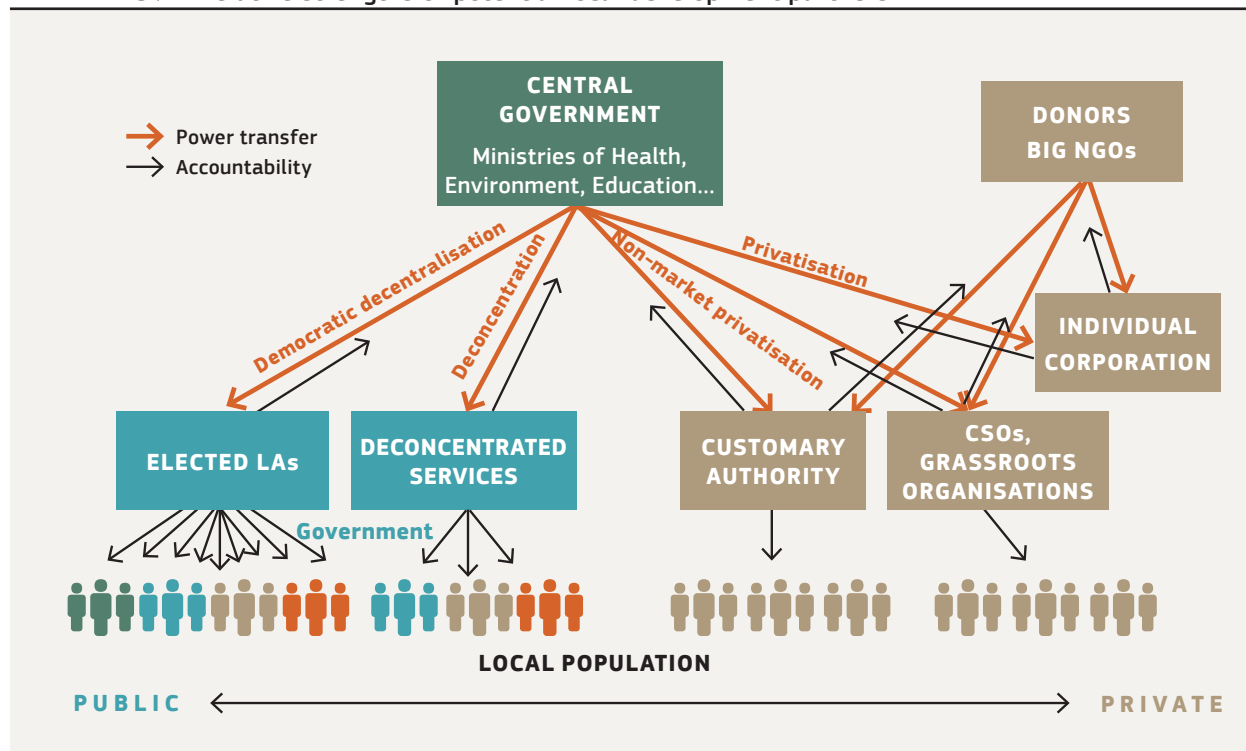 CENTRAL
GOVERNMENT
Ministries of Health,
Environment, Education...
DONORS
BIG NGOs
Power transfer
Accountability
Democratic decentralisation
Deconcentration
Non-market privatisation
Privatisation
INDIVIDUAL
CORPORATION
ELECTED LAs
DECONCENTRATED
SERVICES
CUSTOMARY
AUTHORITY
CSOs,
GRASSROOTS
ORGANISATIONS
Government
LOCAL POPULATION
PUBLIC
PRIVATE